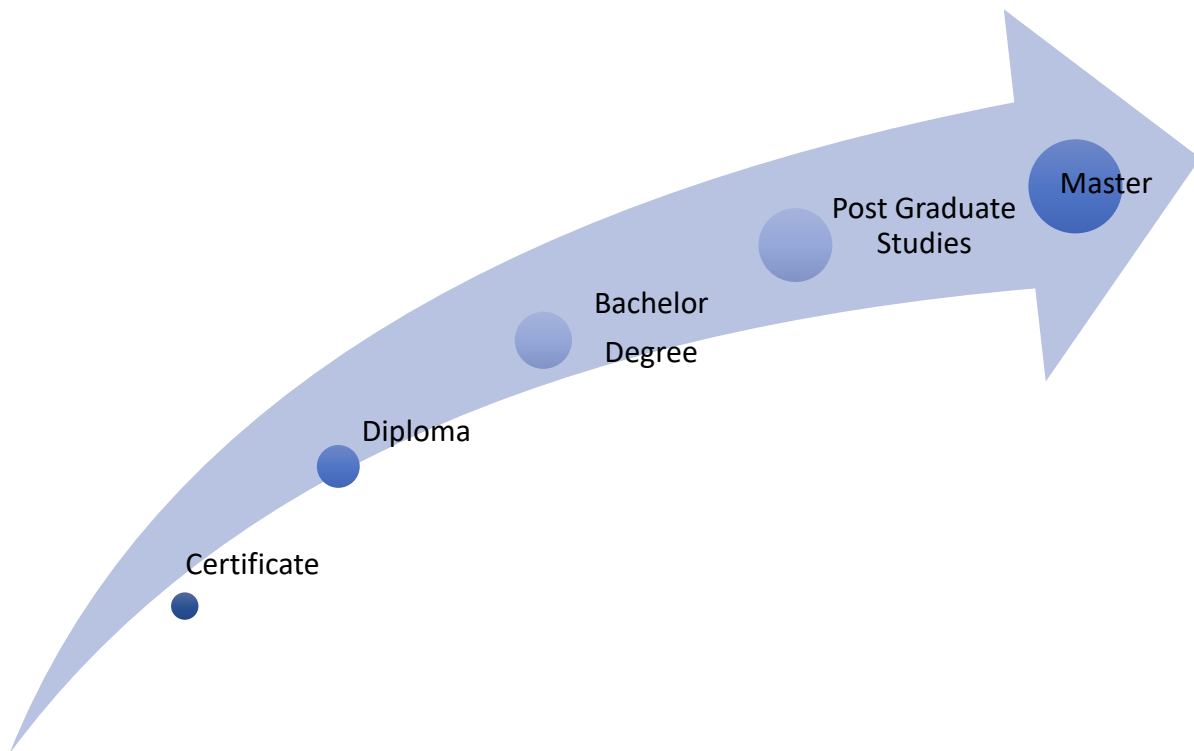 Master
Post Graduate
Studies
Bachelor
Degree
Diploma
Certificate